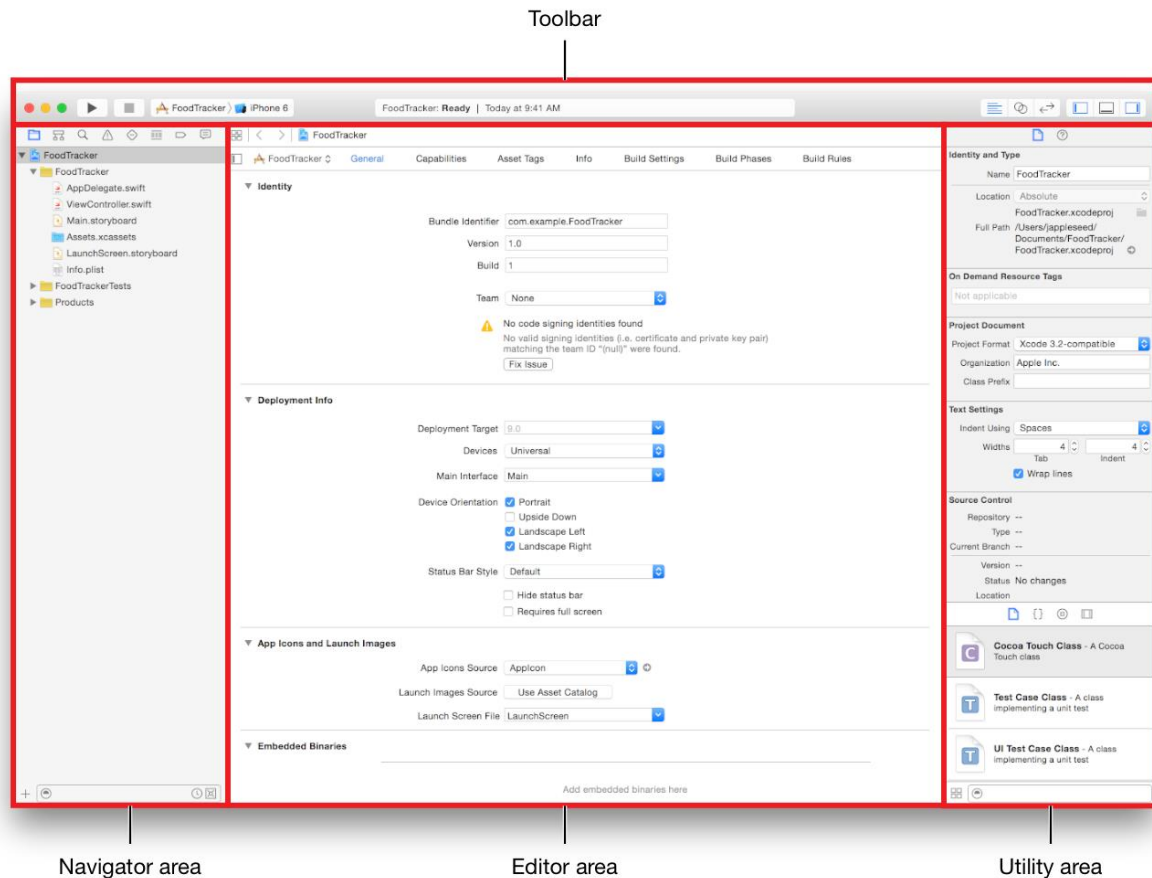 Toolbar
FoodTracker iPhone 6
FoodTracker: Ready | Today at 9:41 AM
FoodTracker
FoodTracker
AppDelegate.swift
ViewController.swift
Main.storyboard
Assets.xcassets
LaunchScreen.storyboard
Info.plist
FoodTrackerTests
Products
FoodTracker
FoodTracker General Capabilities Asset Tags Info Build Settings Build Phases Build Rules
Identity
Bundle Identifier com.example.FoodTracker
Version 1.0
Build 1
Team None
No code signing identities found
No valid signing identities (i.e. certificate and private key pair)
matching the team ID "(null)" were found.
Fix Issue
Deployment Info
Deployment Target 9.0
Devices Universal
Main Interface Main
Device Orientation Portrait
Upside Down
Landscape Left
Landscape Right
Status Bar Style Default
Hide status bar
Requires full screen
App Icons and Launch Images
App Icons Source AppIcon
Launch Images Source Use Asset Catalog
Launch Screen File LaunchScreen
Embedded Binaries
Add embedded binaries here
Identity and Type
Name FoodTracker
Location Absolute
FoodTracker.xcodeproj
Full Path /Users/jappleseed/
Documents/FoodTracker/
FoodTracker.xcodeproj
On Demand Resource Tags
Not applicable
Project Document
Project Format Xcode 3.2-compatible
Organization Apple Inc.
Class Prefix
Text Settings
Indent Using Spaces
Widths 4 4
Tab Indent
Wrap lines
Source Control
Repository --
Type --
Current Branch --
Version --
Status No changes
Location
C
Cocoa Touch Class - A Cocoa
Touch class
T
Test Case Class - A class
implementing a unit test
T
UI Test Case Class - A class
implementing a unit test
Navigator area
Editor area
Utility area